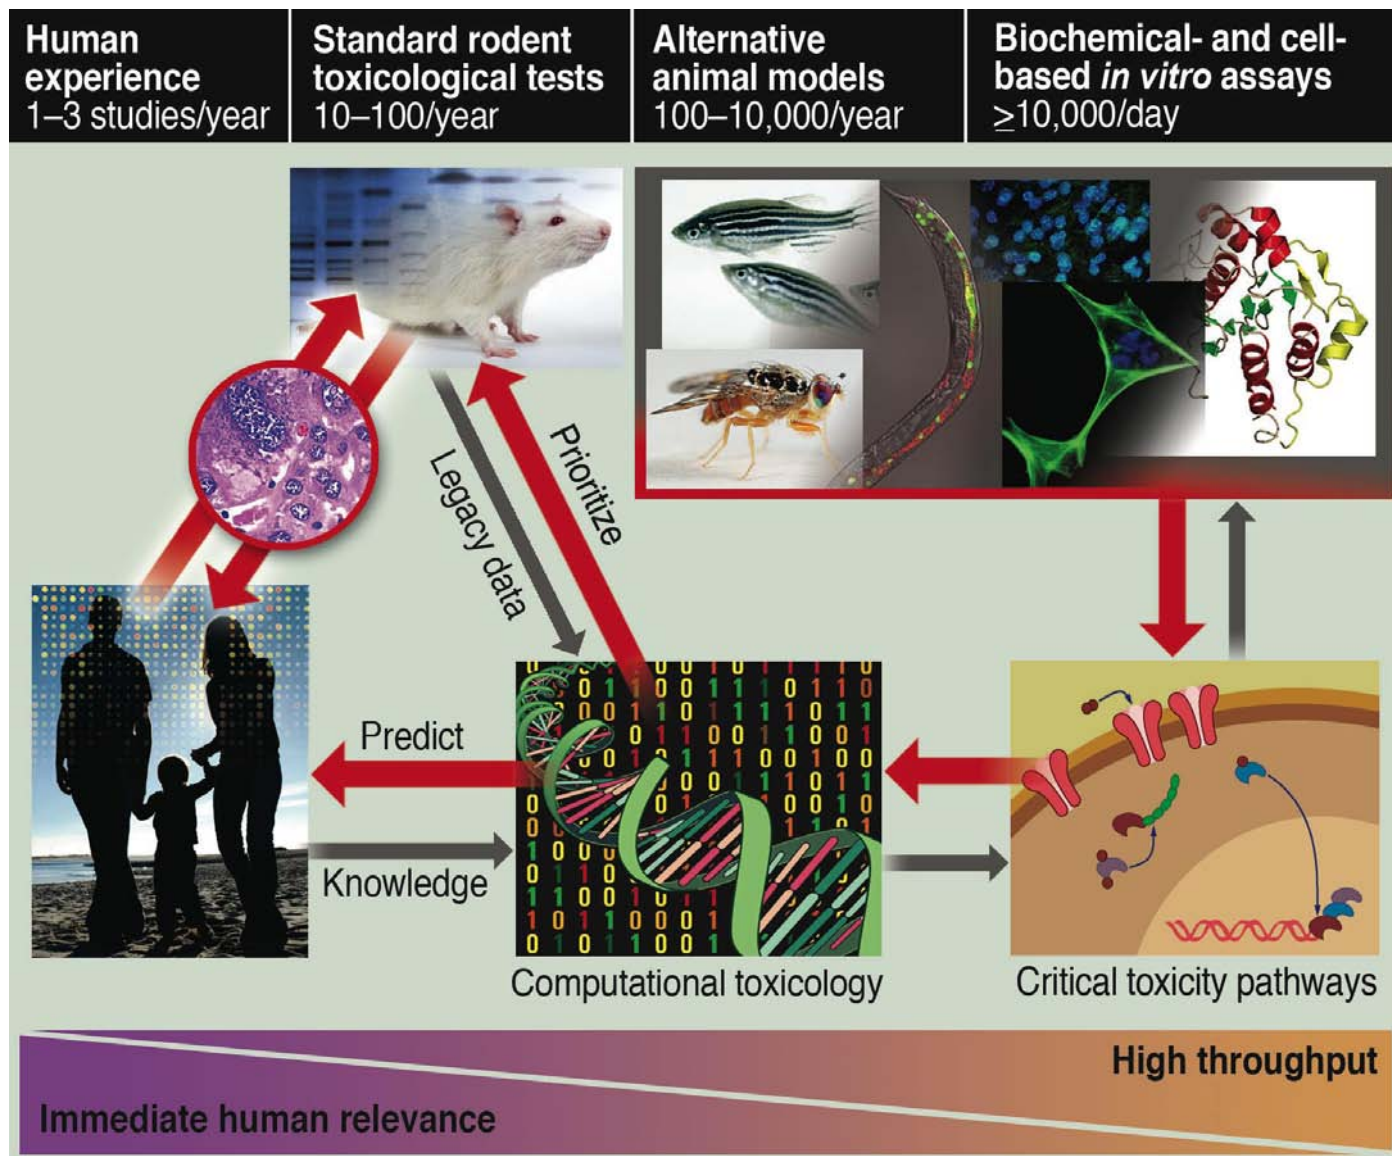 Human
experience
1–3 studies/year
Standard rodent
toxicological tests
10–100/year
Alternative
animal models
100–10,000/year
Biochemical- and cell-
based in vitro assays
≥10,000/day
Legacy data
Prioritize
Predict
Knowledge
Computational toxicology
Critical toxicity pathways
High throughput
Immediate human relevance